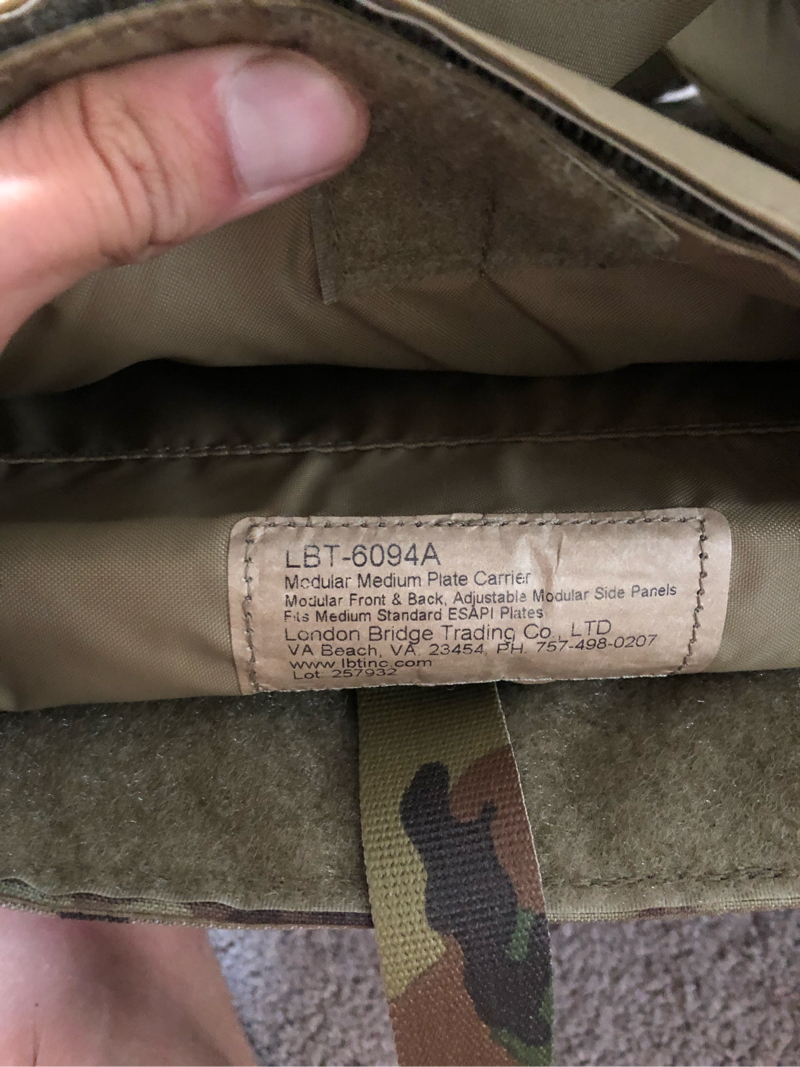 LBT-6094A
Modular Medium Plate Carrier
Modular Front & Back, Adjustable Modular Side Panels
Fits Medium Standard ESAPI Plates
London Bridge Trading Co., LTD
VA Beach, VA. 23454, PH. 757-498-0207
www.lbtinc.com
Lot: 257932